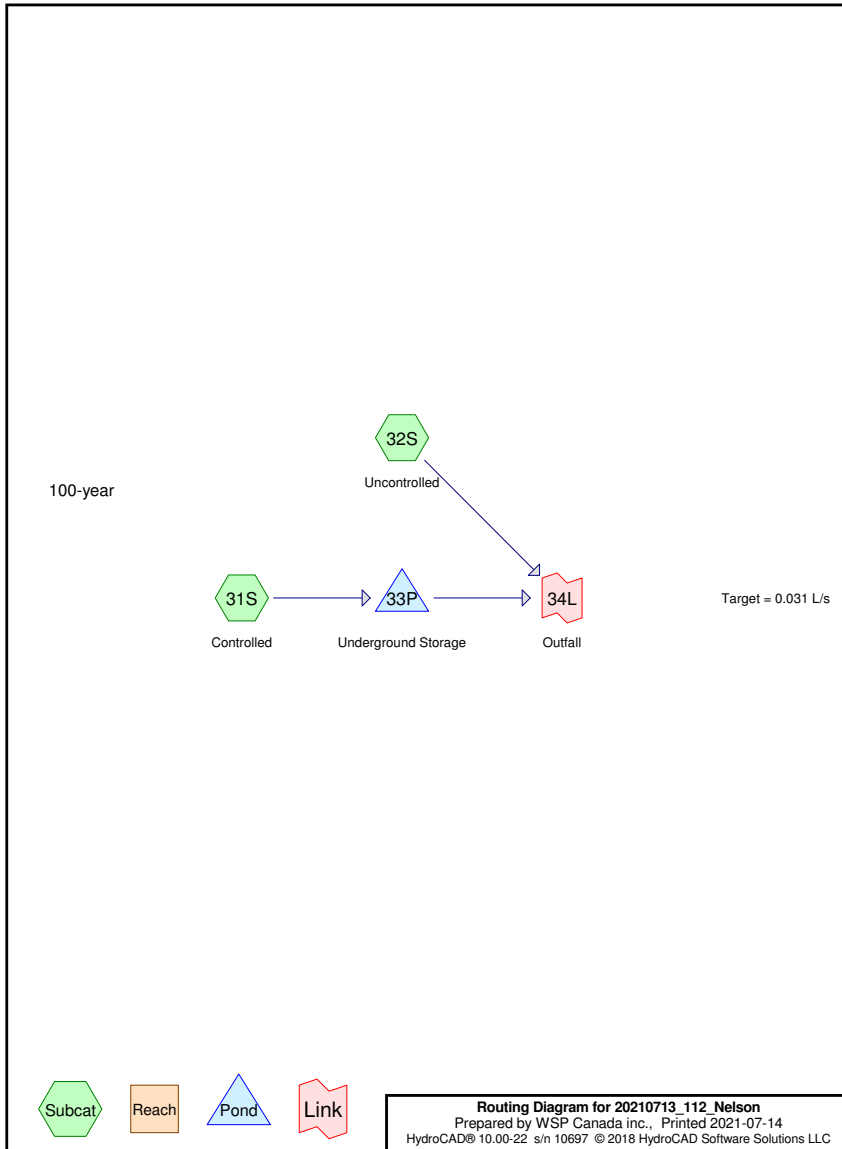 32S
Uncontrolled
100-year
31S
33P
34L
Target = 0.031 L/s
Controlled
Underground Storage
Outfall
Subcat
Reach
Pond
Link
Routing Diagram for 20210713_112_Nelson
Prepared by WSP Canada inc., Printed 2021-07-14
HydroCAD® 10.00-22 s/n 10697 © 2018 HydroCAD Software Solutions LLC